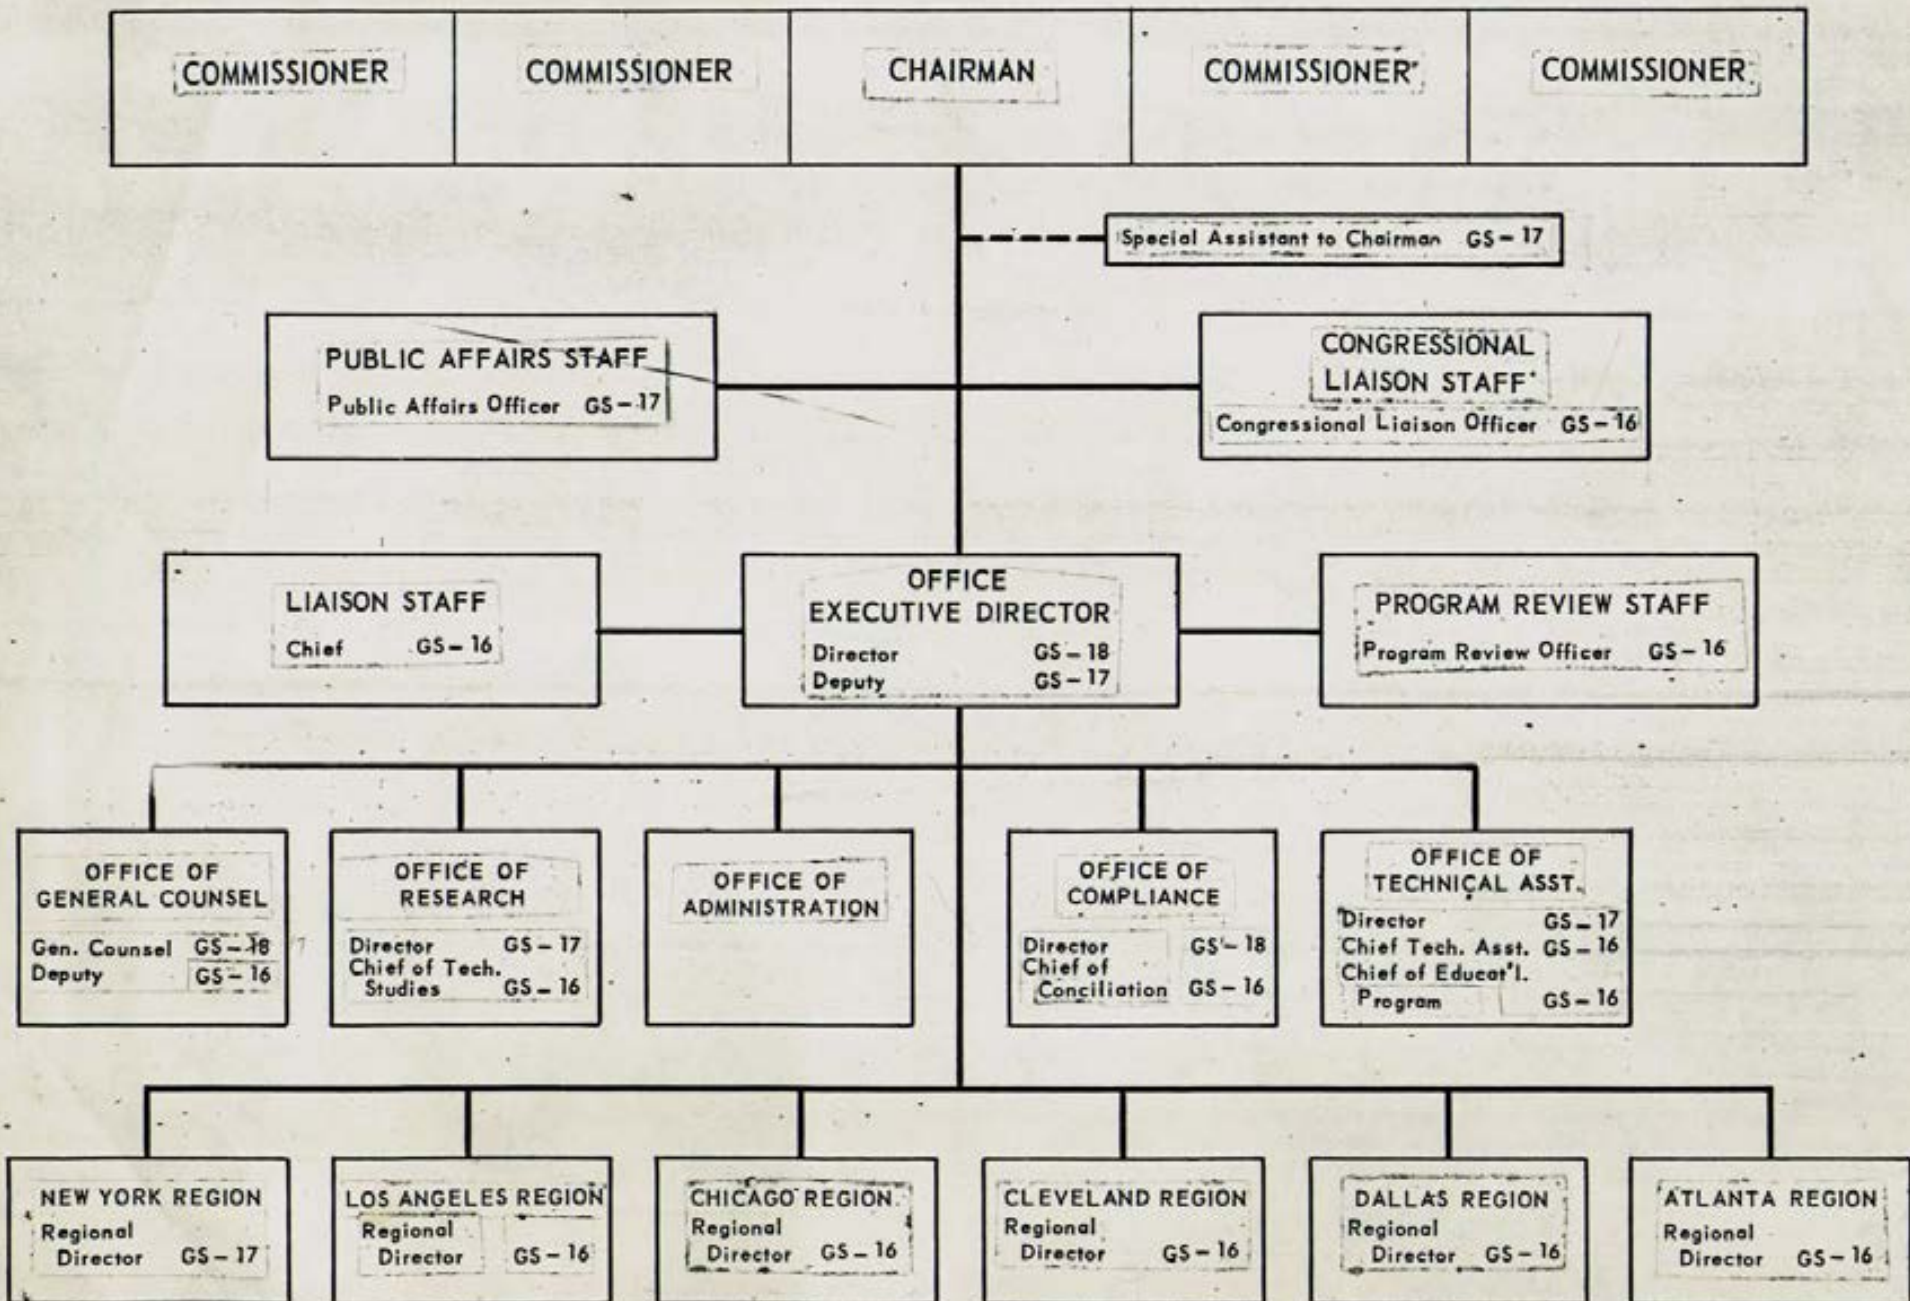 COMMISSIONER
COMMISSIONER
CHAIRMAN
COMMISSIONER
COMMISSIONER
Special Assistant to Chairman GS-17
PUBLIC AFFAIRS STAFF
Public Affairs Officer GS-17
CONGRESSIONAL
LIAISON STAFF
Congressional Liaison Officer GS-16
LIAISON STAFF
Chief GS-16
OFFICE
EXECUTIVE DIRECTOR
Director GS-18
Deputy GS-17
PROGRAM REVIEW STAFF
Program Review Officer GS-16
OFFICE OF
GENERAL COUNSEL
Gen. Counsel GS-18
Deputy GS-16
OFFICE OF
RESEARCH
Director GS-17
Chief of Tech.
Studies GS-16
OFFICE OF
ADMINISTRATION
OFFICE OF
COMPLIANCE
Director GS-18
Chief of
Conciliation GS-16
OFFICE OF
TECHNICAL ASST.
Director GS-17
Chief Tech. Asst. GS-16
Chief of Educat'l.
Program GS-16
NEW YORK REGION
Regional
Director GS-17
LOS ANGELES REGION
Regional
Director GS-16
CHICAGO REGION
Regional
Director GS-16
CLEVELAND REGION
Regional
Director GS-16
DALLAS REGION
Regional
Director GS-16
ATLANTA REGION
Regional
Director GS-16